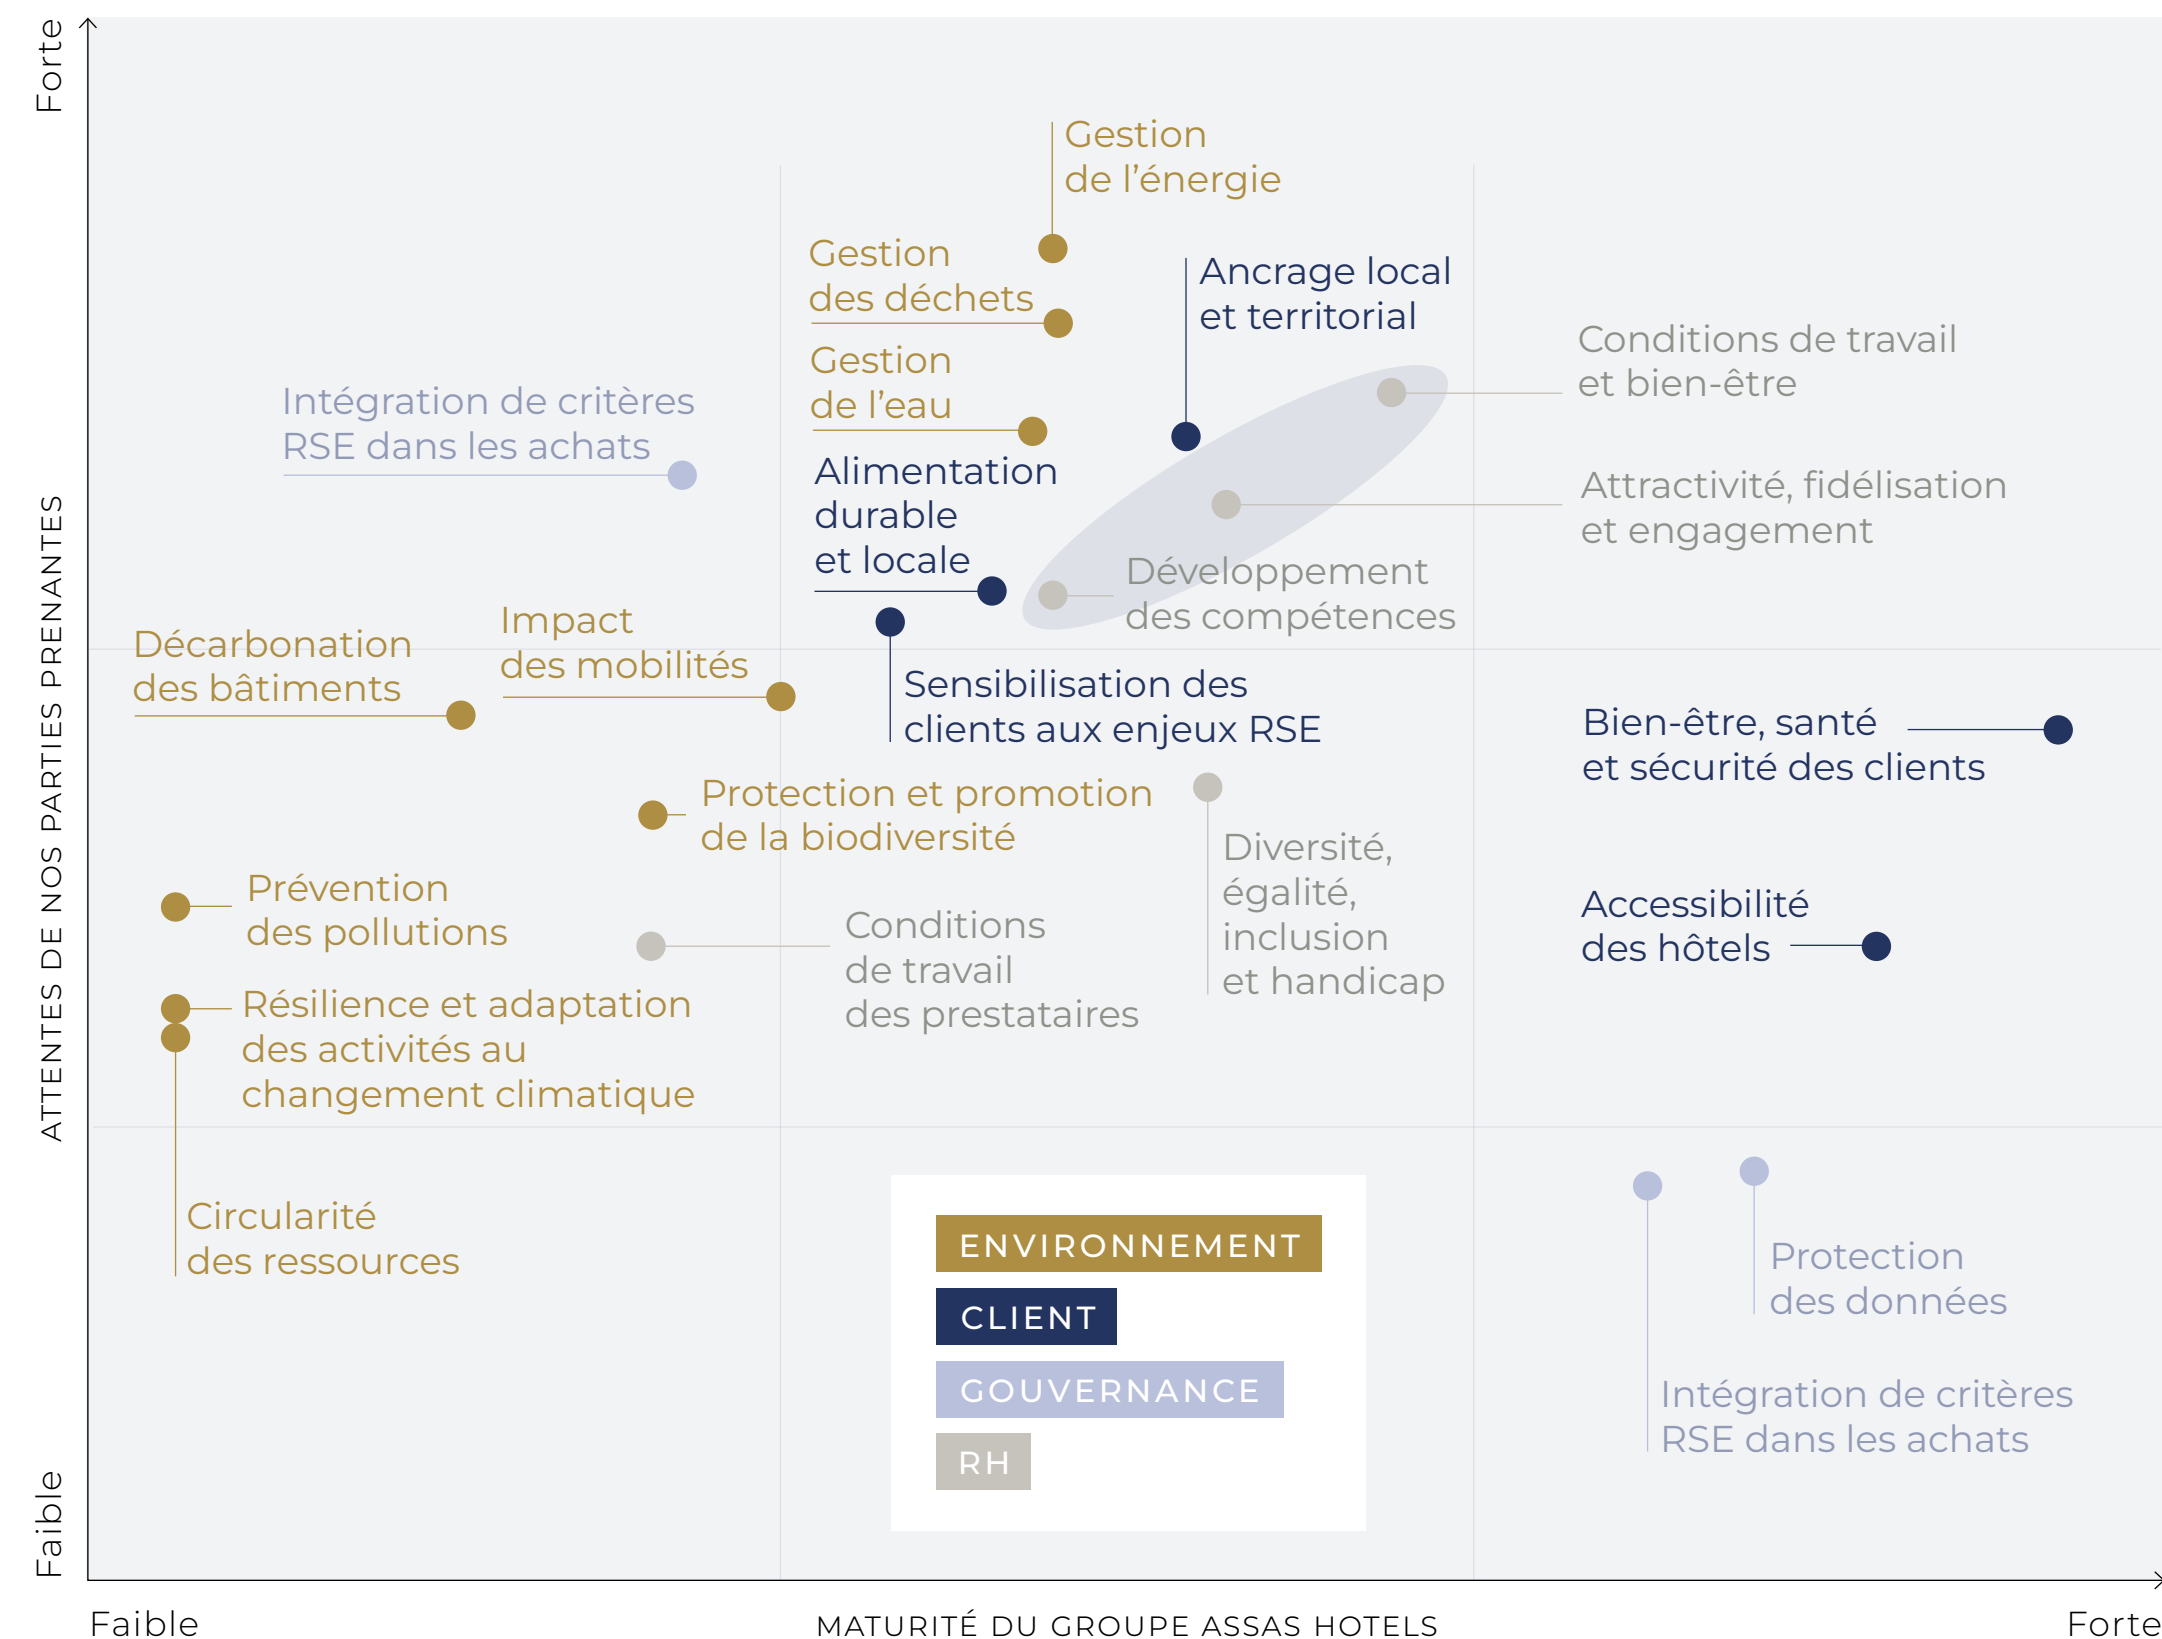 Forte
ATTENTES DE NOS PARTIES PRENANTES
Faible
Gestion
de l’énergie
Gestion
des déchets
Ancrage local
et territorial
Gestion
de l’eau
Conditions de travail
et bien-être
Intégration de critères
RSE dans les achats
Alimentation
durable
et locale
Attractivité, fidélisation
et engagement
Développement
des compétences
Décarbonation
des bâtiments
Impact
des mobilités
Sensibilisation des
clients aux enjeux RSE
Bien-être, santé
et sécurité des clients
Protection et promotion
de la biodiversité
Diversité,
égalité,
inclusion
et handicap
Prévention
des pollutions
Conditions
de travail
des prestataires
Accessibilité
des hôtels
Résilience et adaptation
des activités au
changement climatique
Circularité
des ressources
Protection
des données
Intégration de critères
RSE dans les achats
ENVIRONNEMENT
CLIENT
GOUVERNANCE
RH
Faible
MATURITÉ DU GROUPE ASSAS HOTELS
Forte